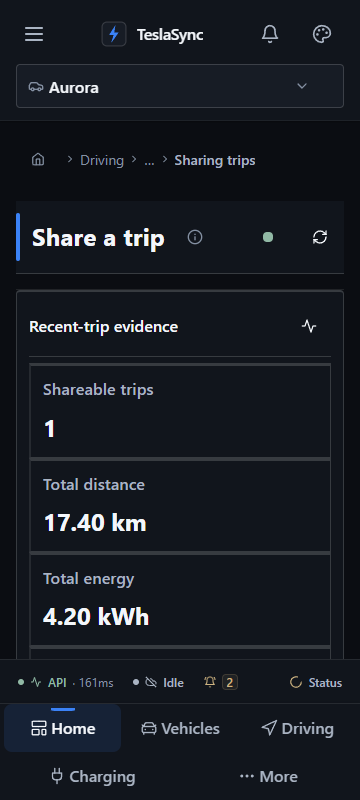 TeslaSync
Aurora
Driving ... Sharing trips
Share a trip
Recent-trip evidence
Shareable trips
1
Total distance
17.40 km
Total energy
4.20 kWh
API · 161ms Idle 2 Status
Home Vehicles Driving
Charging More